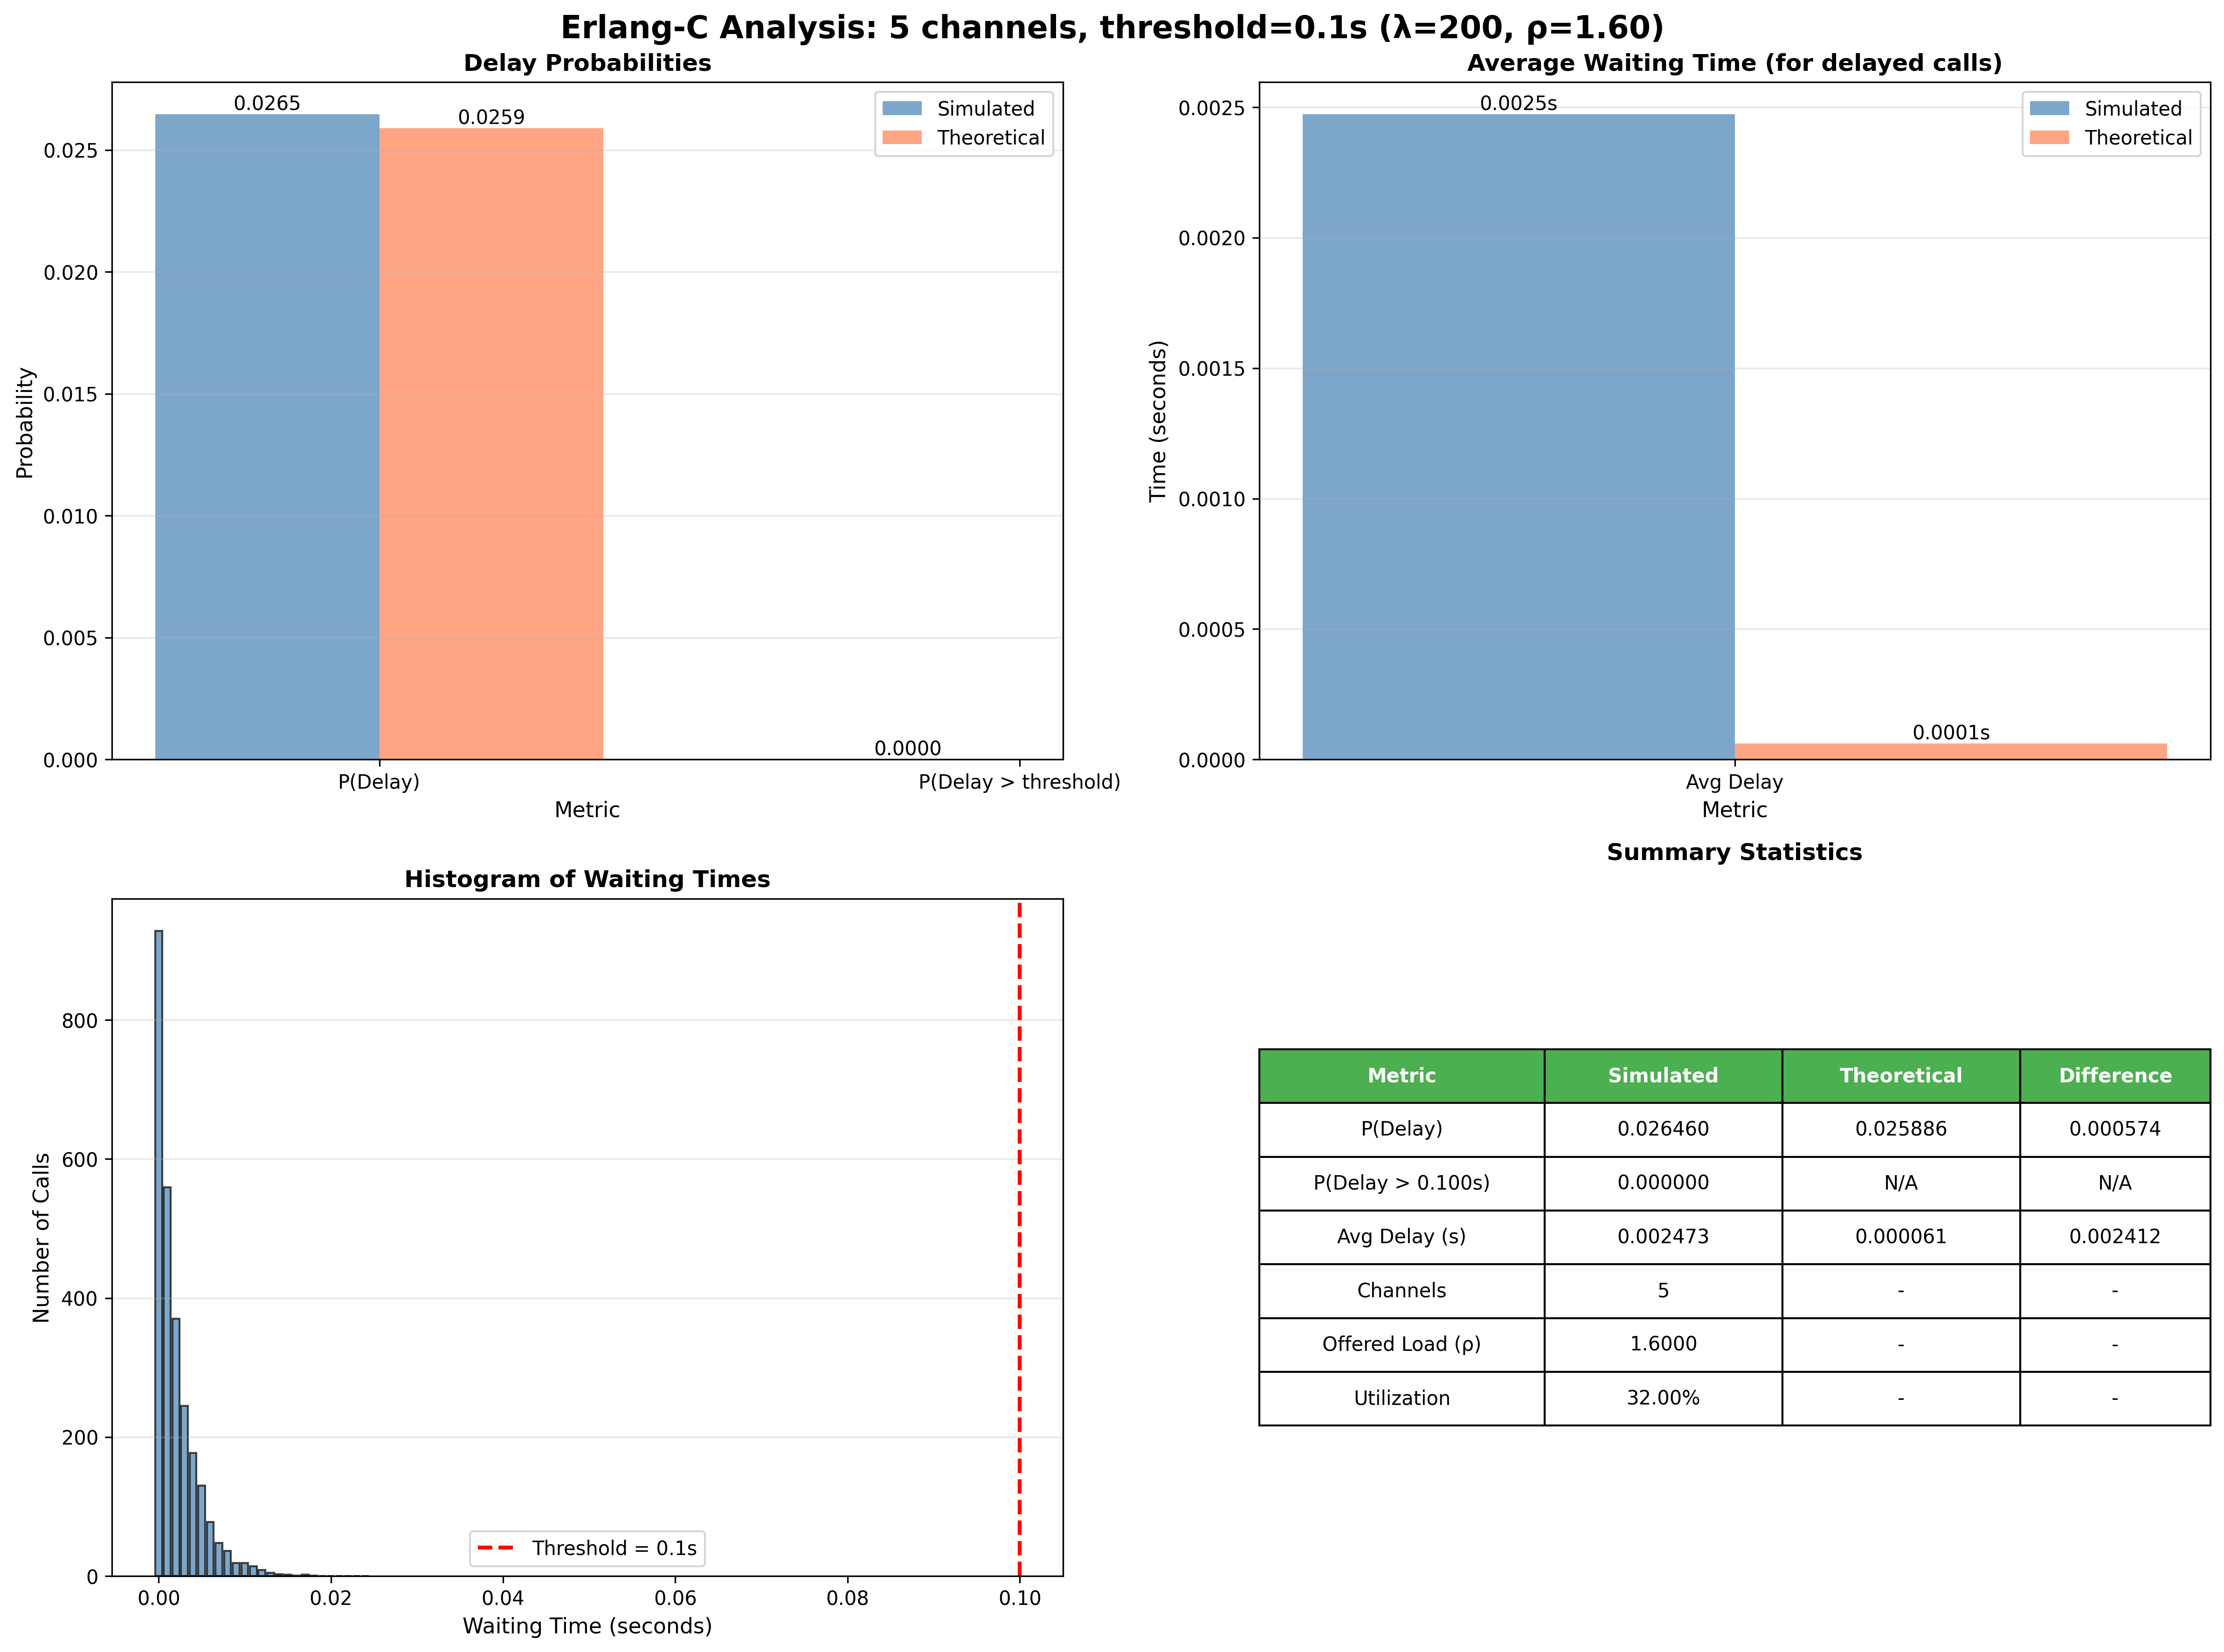 Erlang-C Analysis: 5 channels, threshold=0.1s (λ=200, ρ=1.60)
Delay Probabilities
0.0265
0.0259
0.0000
Simulated
Theoretical
0.025
0.020
0.015
0.010
0.005
0.000
Probability
P(Delay)
P(Delay > threshold)
Metric
Average Waiting Time (for delayed calls)
0.0025s
0.0001s
Simulated
Theoretical
0.0025
0.0020
0.0015
0.0010
0.0005
0.0000
Time (seconds)
Avg Delay
Metric
Histogram of Waiting Times
800
600
400
200
0
Number of Calls
Threshold = 0.1s
0.00 0.02 0.04 0.06 0.08 0.10
Waiting Time (seconds)
Summary Statistics
Metric Simulated Theoretical Difference
P(Delay) 0.026460 0.025886 0.000574
P(Delay > 0.100s) 0.000000 N/A N/A
Avg Delay (s) 0.002473 0.000061 0.002412
Channels 5 - -
Offered Load (ρ) 1.6000 - -
Utilization 32.00% - -